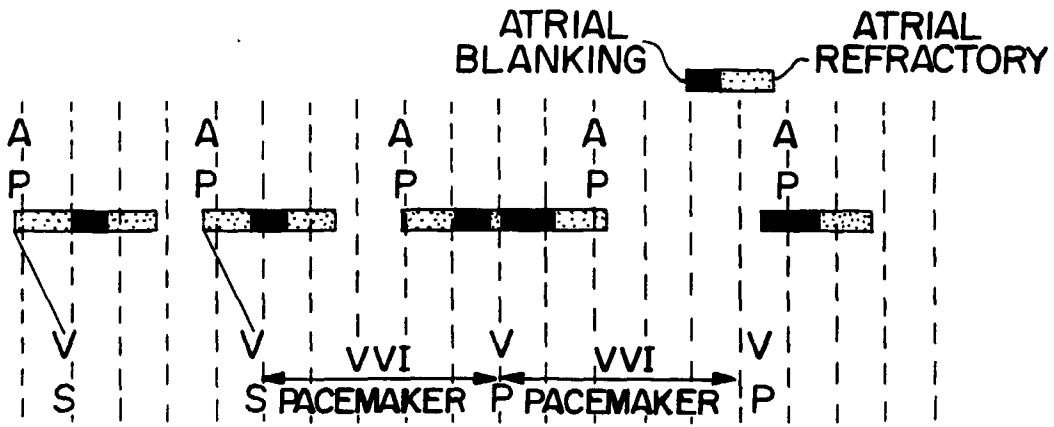 ATRIAL BLANKING
ATRIAL REFRACTORY
A A A A A
P P P P P
V V V V
VVI VVI
S S PACEMAKER P PACEMAKER P